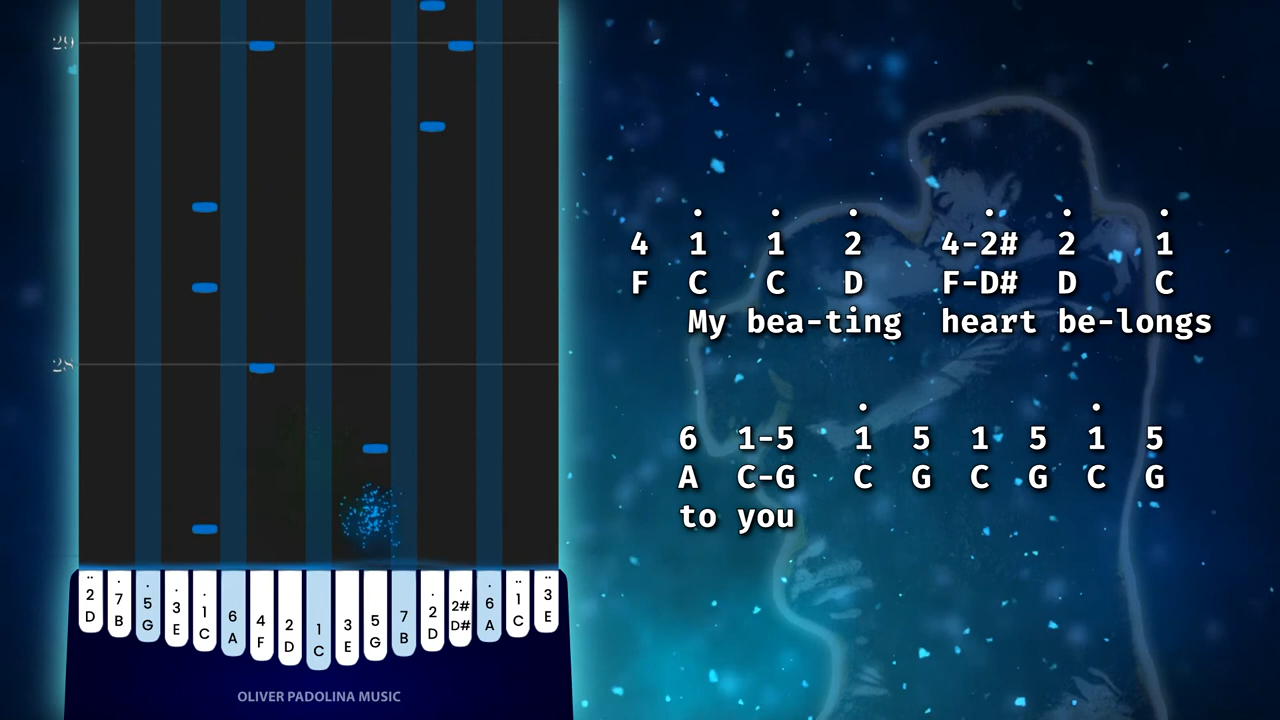 29
28
4 1̇ 1̇ 2̇ 4-2̇# 2̇ 1̇
F C C D F-D# D C
My bea-ting heart be-longs
6 1-5 1̇ 5 1 5 1̇ 5
A C-G C G C G C G
to you
2̈ 7̇ 5̇ 3̇ 1̇ 6 4 2 1 3 5 7 2̇ 2̇# 6̇ 1̈ 3̈
D B G E C A F D C E G B D D# A C E
OLIVER PADOLINA MUSIC